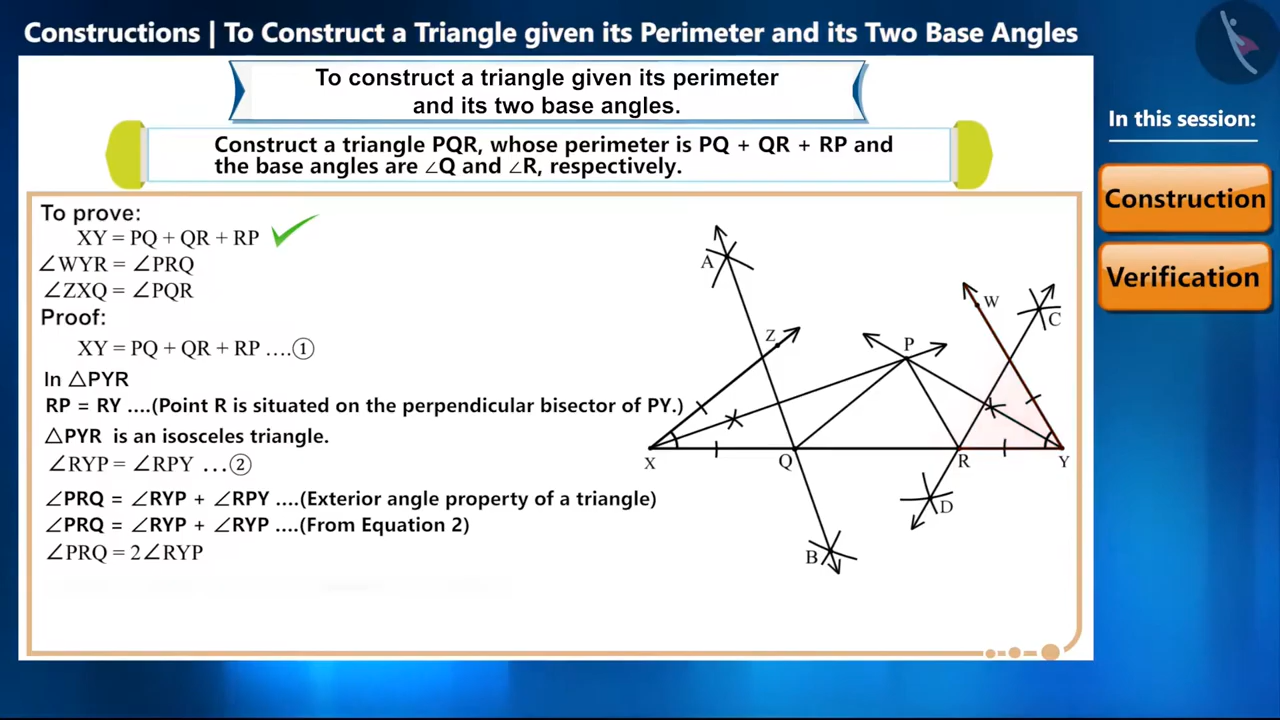 Constructions | To Construct a Triangle given its Perimeter and its Two Base Angles
To construct a triangle given its perimeter
and its two base angles.
Construct a triangle PQR, whose perimeter is PQ + QR + RP and
the base angles are ∠Q and ∠R, respectively.
In this session:
Construction
Verification
To prove:
XY = PQ + QR + RP
∠WYR = ∠PRQ
∠ZXQ = ∠PQR
Proof:
XY = PQ + QR + RP ....①
In △PYR
RP = RY ....(Point R is situated on the perpendicular bisector of PY.)
△PYR is an isosceles triangle.
∠RYP = ∠RPY ...②
∠PRQ = ∠RYP + ∠RPY ....(Exterior angle property of a triangle)
∠PRQ = ∠RYP + ∠RYP ....(From Equation 2)
∠PRQ = 2∠RYP
A
Z
P
W
C
X
Q
R
Y
D
B